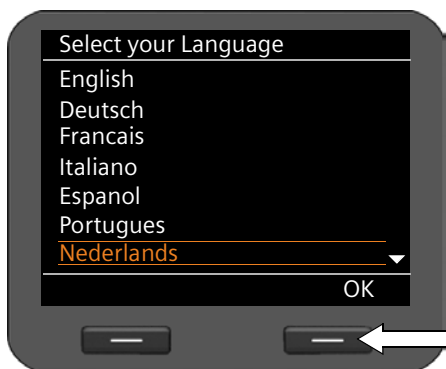 Select your Language
English
Deutsch
Francais
Italiano
Espanol
Portugues
Nederlands
OK